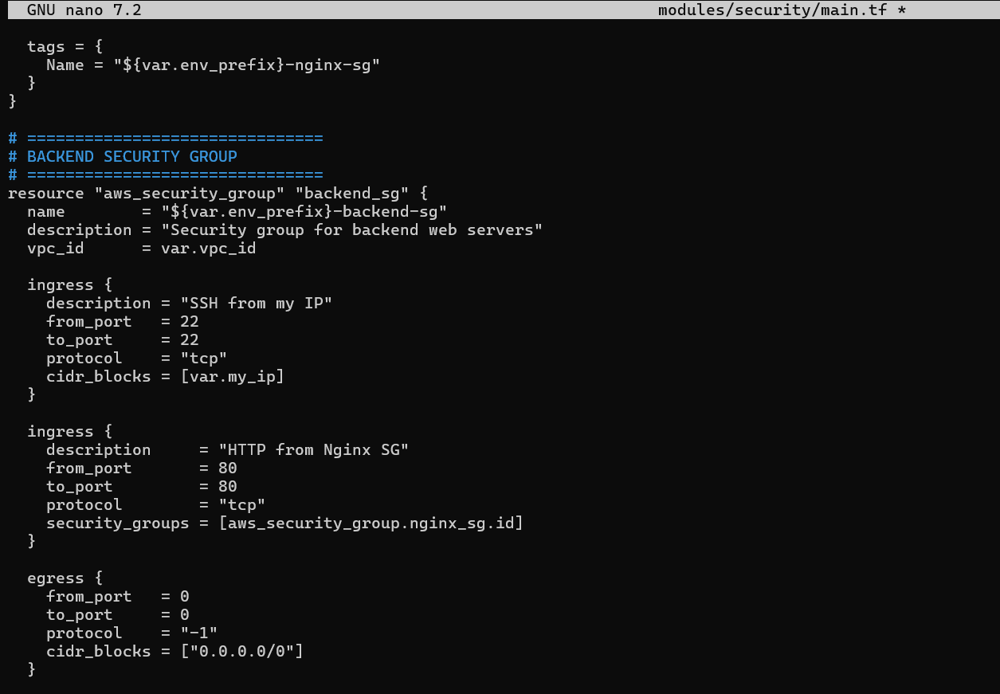 GNU nano 7.2 modules/security/main.tf *
  tags = {
    Name = "${var.env_prefix}-nginx-sg"
  }
}

# ===============================
# BACKEND SECURITY GROUP
# ===============================
resource "aws_security_group" "backend_sg" {
  name        = "${var.env_prefix}-backend-sg"
  description = "Security group for backend web servers"
  vpc_id      = var.vpc_id

  ingress {
    description = "SSH from my IP"
    from_port   = 22
    to_port     = 22
    protocol    = "tcp"
    cidr_blocks = [var.my_ip]
  }

  ingress {
    description     = "HTTP from Nginx SG"
    from_port       = 80
    to_port         = 80
    protocol        = "tcp"
    security_groups = [aws_security_group.nginx_sg.id]
  }

  egress {
    from_port   = 0
    to_port     = 0
    protocol    = "-1"
    cidr_blocks = ["0.0.0.0/0"]
  }